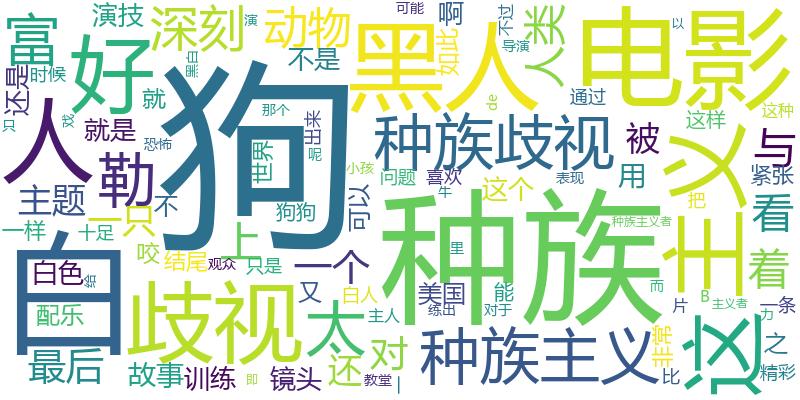 狗
种族
电影
黑人
白
歧视
这
主义
人
好
富
勒
太
种族歧视
种族主义
深刻
动物
人类
演技
还是
时候
就
就是
不是
如此
啊
可能
不过
导演
演
以
只
戏
黑白
恐怖
那个
出来
呢
世界
de
通过
这样
这种
被
与
用
喜欢
表现
紧张
小孩
问题
牛
这个
把
看
着
主题
一只
不
一样
十足
咬
上
狗狗
可以
里
种族主义者
白色
结尾
观众
只是
一个
给
配乐
又
白人
美国
能
而
片
B
主义者
一条
主人
练出
对于
力
之
最后
故事
训练
即
镜头
还
教堂
对
一
比
非常
精彩